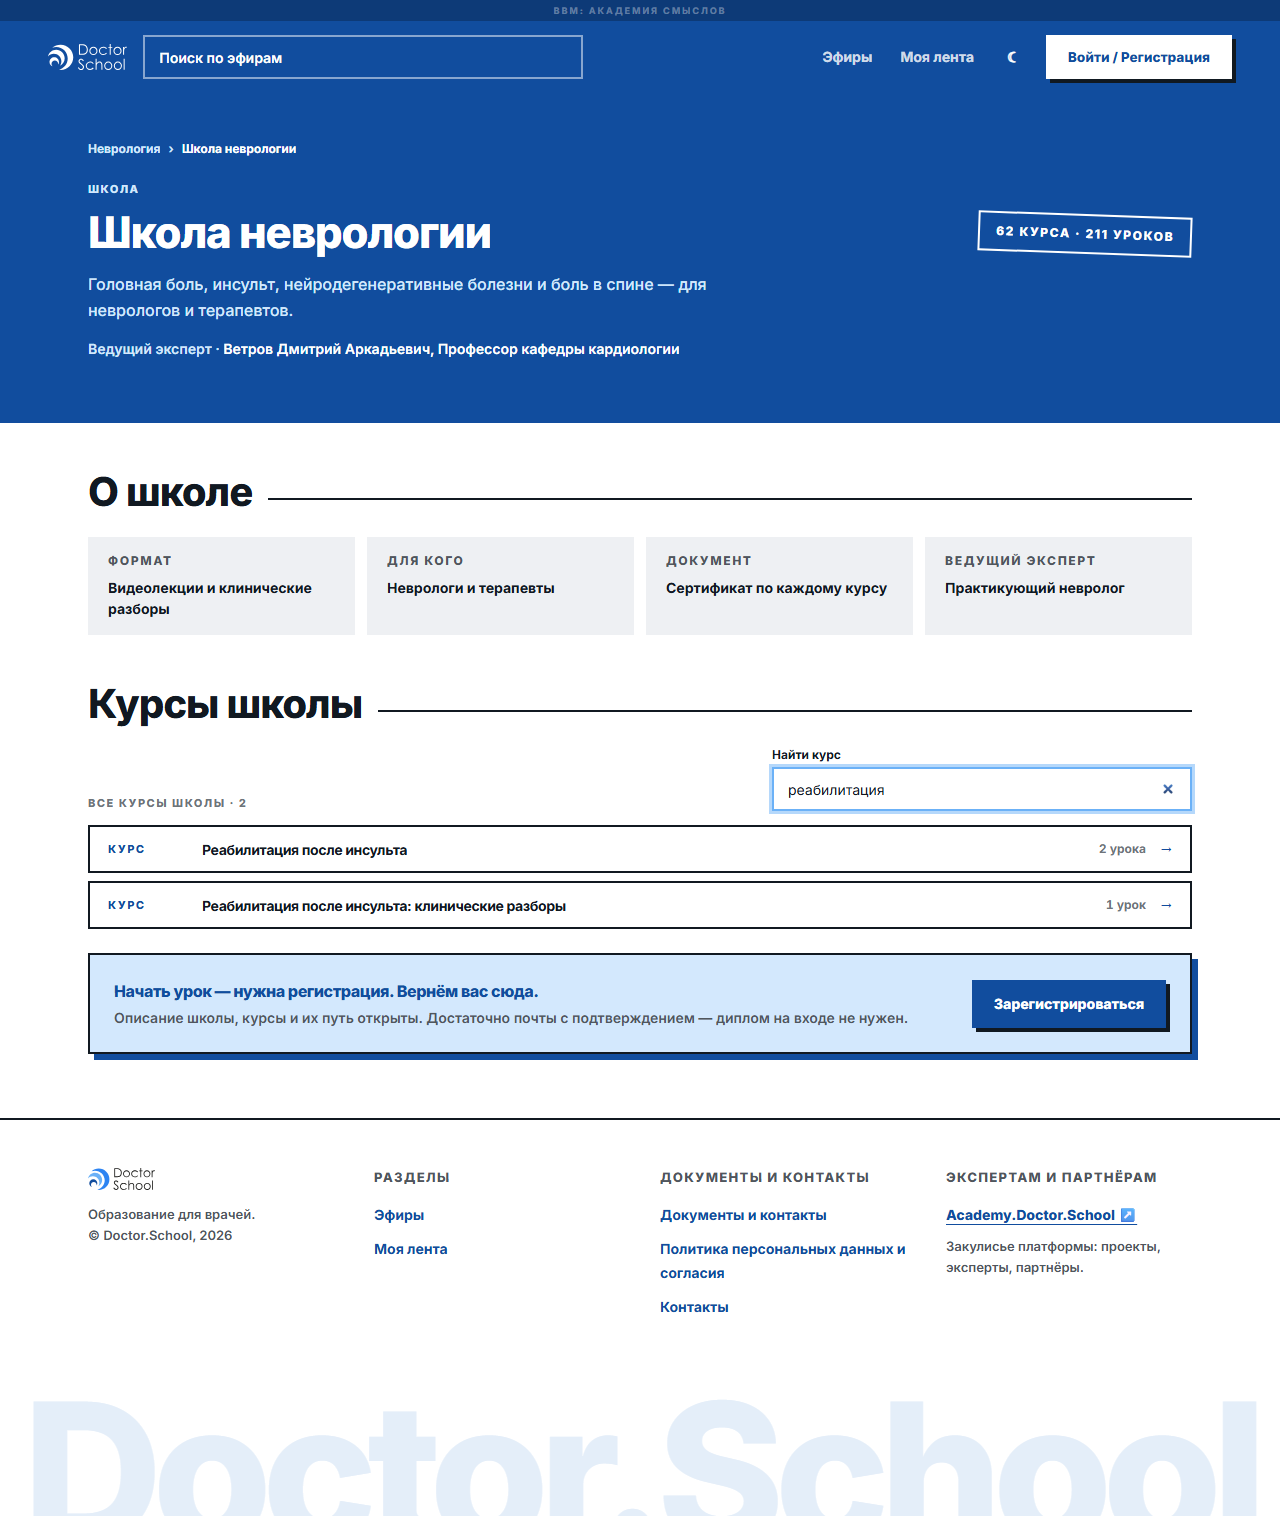 ВВМ: АКАДЕМИЯ СМЫСЛОВ
Doctor
School
Поиск по эфирам
Эфиры
Моя лента
Войти / Регистрация
Неврология › Школа неврологии
ШКОЛА
Школа неврологии
62 КУРСА · 211 УРОКОВ
Головная боль, инсульт, нейродегенеративные болезни и боль в спине — для
неврологов и терапевтов.
Ведущий эксперт · Ветров Дмитрий Аркадьевич, Профессор кафедры кардиологии
О школе
ФОРМАТ
Видеолекции и клинические
разборы
ДЛЯ КОГО
Неврологи и терапевты
ДОКУМЕНТ
Сертификат по каждому курсу
ВЕДУЩИЙ ЭКСПЕРТ
Практикующий невролог
Курсы школы
Найти курс
реабилитация
ВСЕ КУРСЫ ШКОЛЫ · 2
КУРС Реабилитация после инсульта 2 урока →
КУРС Реабилитация после инсульта: клинические разборы 1 урок →
Начать урок — нужна регистрация. Вернём вас сюда.
Описание школы, курсы и их путь открыты. Достаточно почты с подтверждением — диплом на входе не нужен.
Зарегистрироваться
Doctor
School
Образование для врачей.
© Doctor.School, 2026
РАЗДЕЛЫ
Эфиры
Моя лента
ДОКУМЕНТЫ И КОНТАКТЫ
Документы и контакты
Политика персональных данных и
согласия
Контакты
ЭКСПЕРТАМ И ПАРТНЁРАМ
Academy.Doctor.School ↗
Закулисье платформы: проекты,
эксперты, партнёры.
Doctor.School